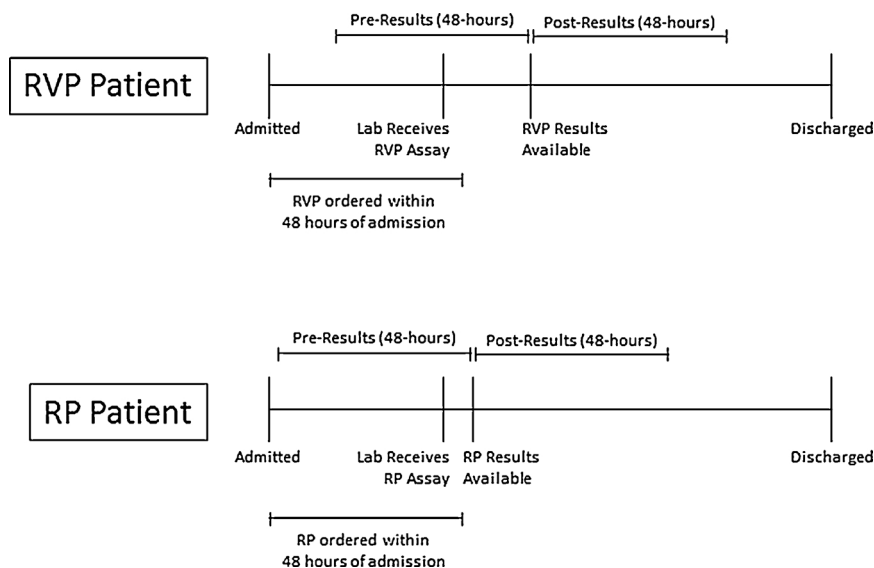 Pre-Results (48-hours)
Post-Results (48-hours)
RVP Patient
Admitted
Lab Receives
RVP Assay
RVP Results
Available
Discharged
RVP ordered within
48 hours of admission
Pre-Results (48-hours)
Post-Results (48-hours)
RP Patient
Admitted
Lab Receives
RP Assay
RP Results
Available
Discharged
RP ordered within
48 hours of admission